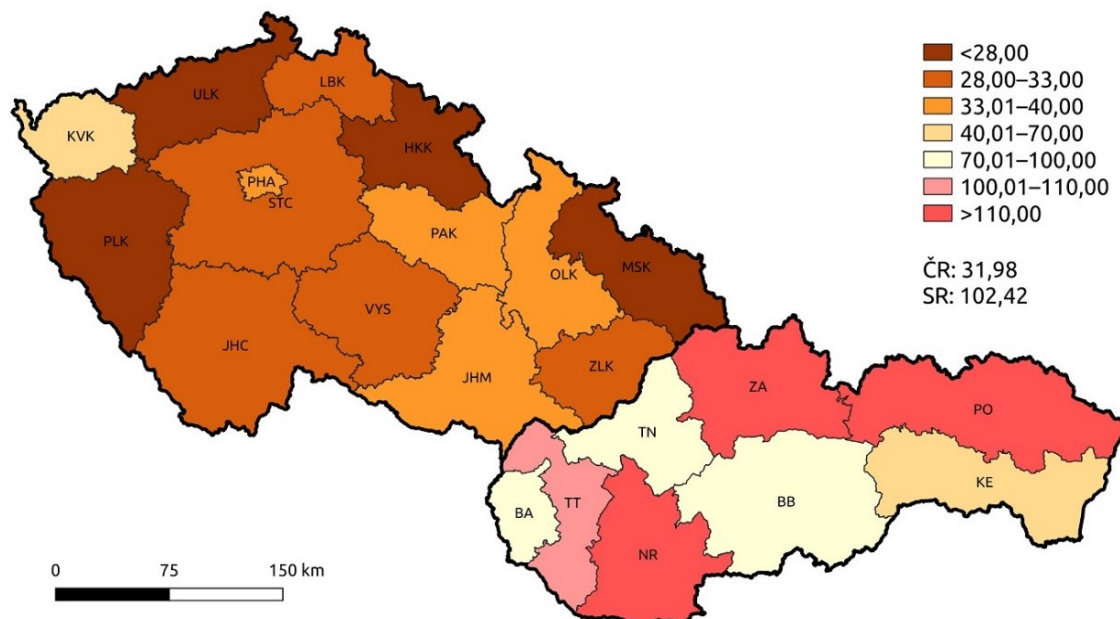 <28,00
28,00–33,00
33,01–40,00
40,01–70,00
70,01–100,00
100,01–110,00
>110,00
ČR: 31,98
SR: 102,42
LBK
ULK
KVK
HKK
PHA
STC
PAK
PLK
OLK
MSK
VYS
JHC
ZLK
JHM
ZA
PO
TN
KE
BB
TT
BA
NR
0 75 150 km